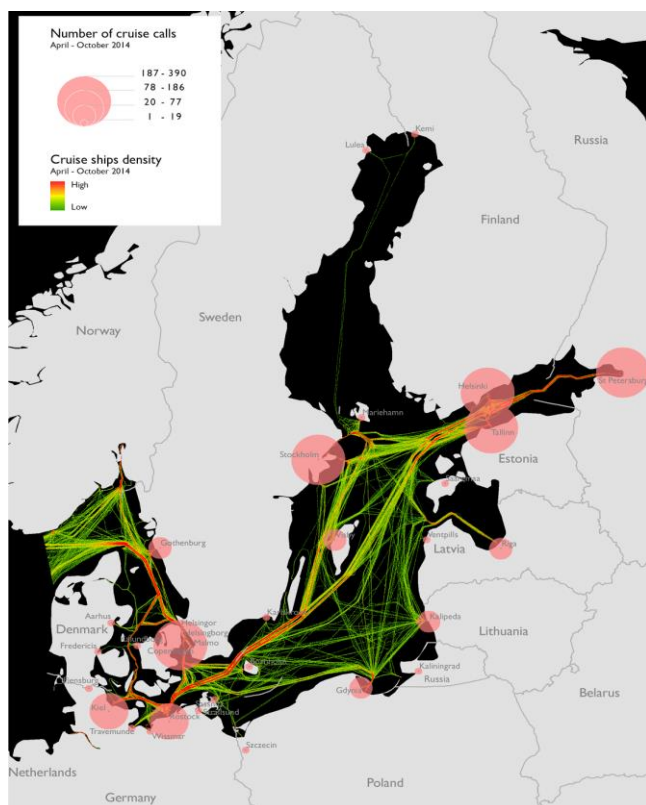 Number of cruise calls
April - October 2014
187 - 390
78 - 186
20 - 77
1 - 19
Cruise ships density
April - October 2014
High
Low
Kemi
Lulea
Russia
Finland
Norway
Sweden
Helsinki
St Petersburg
Mariehamn
Tallinn
Stockholm
Estonia
Visby
Ventpills
Riga
Gothenburg
Latvia
Aarhus
Helsingor
Helsingborg
Malmo
Denmark
Copenhagen
Fredericia
Klaipeda
Lithuania
Kaliningrad
Russia
Gdynia
Belarus
Kiel
Rostock
Stralsund
Travemunde
Wismar
Szczecin
Netherlands
Germany
Poland